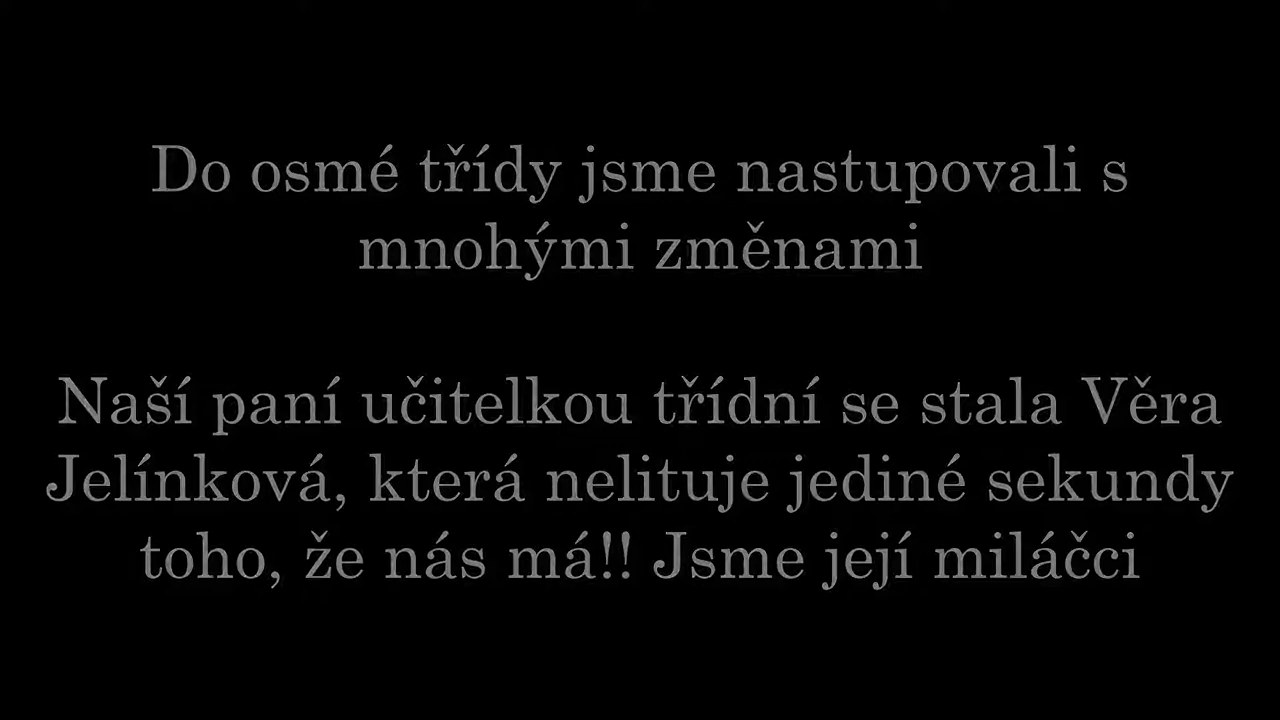 Do osmé třídy jsme nastupovali s
mnohými změnami
Naší paní učitelkou třídní se stala Věra
Jelínková, která nelituje jediné sekundy
toho, že nás má!! Jsme její miláčci